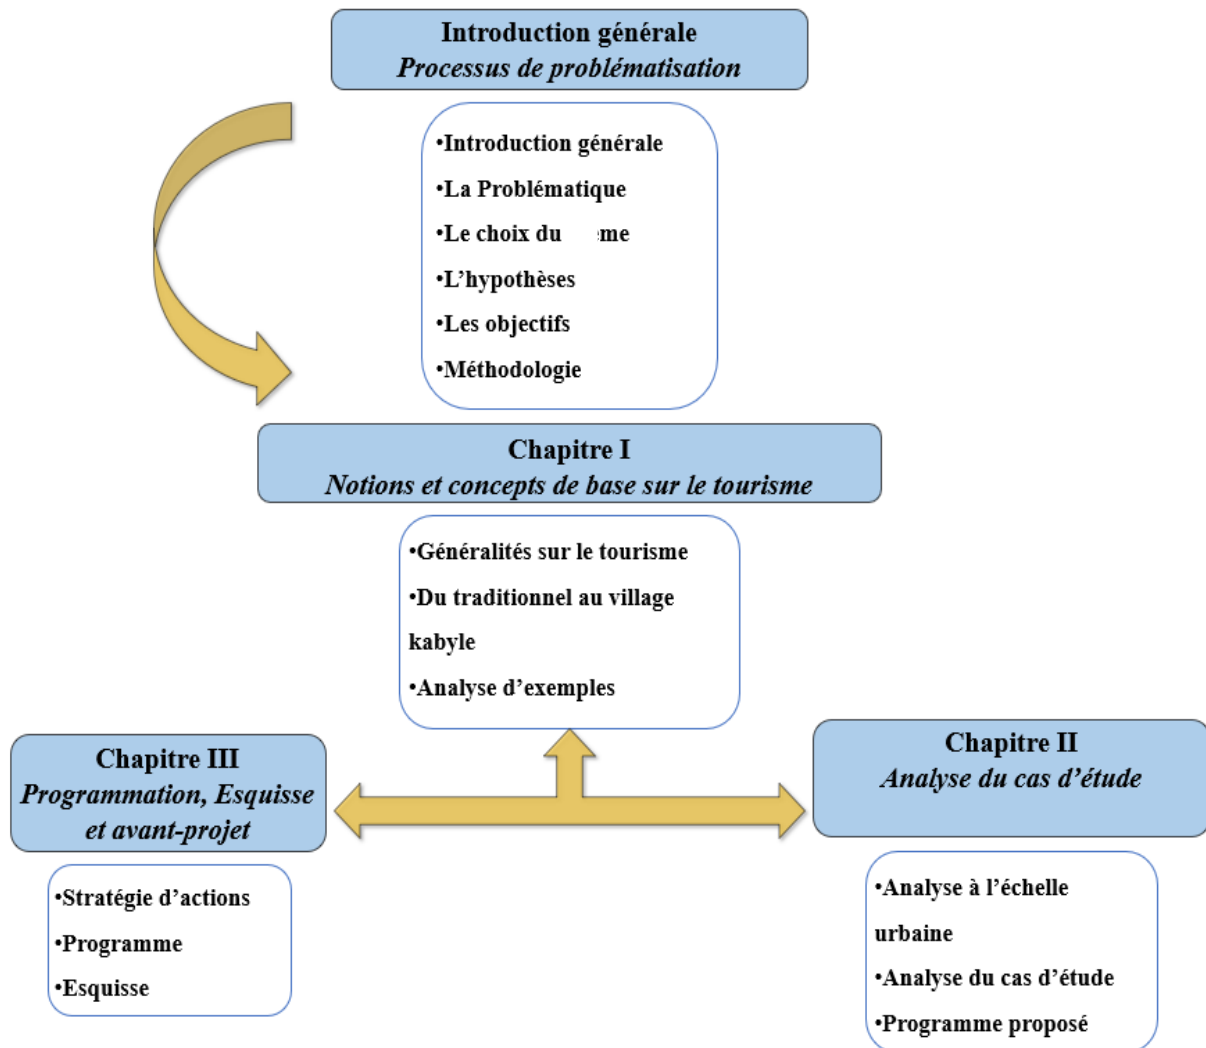 Introduction générale
Processus de problématisation
•Introduction générale
•La Problématique
•Le choix du
•L’hypothèses
•Les objectifs
•Méthodologie
Chapitre I
Notions et concepts de base sur le tourisme
•Généralités sur le tourisme
•Du traditionnel au village
kabyle
•Analyse d’exemples
Chapitre III
Programmation, Esquisse
et avant-projet
•Stratégie d’actions
•Programme
•Esquisse
Chapitre II
Analyse du cas d’étude
•Analyse à l’échelle
urbaine
•Analyse du cas d’étude
•Programme proposé